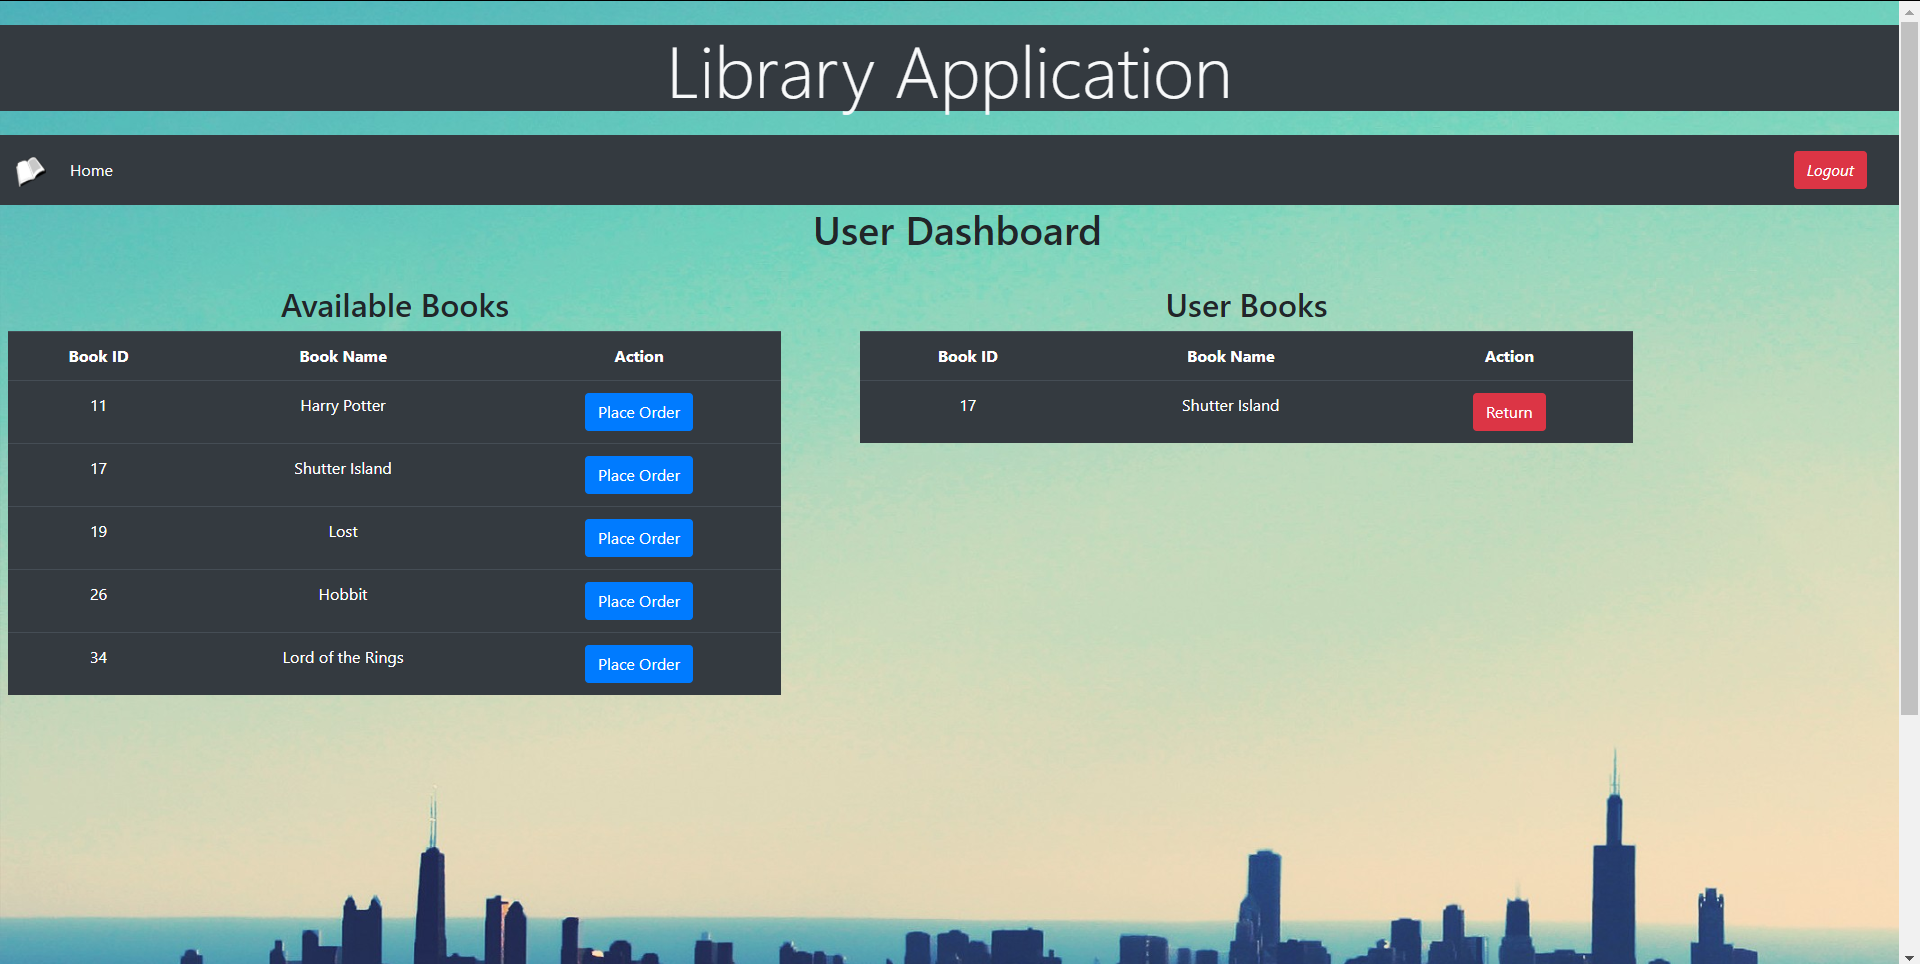 Library Application
Home Logout
User Dashboard
Available Books
Book ID Book Name Action
11 Harry Potter Place Order
17 Shutter Island Place Order
19 Lost Place Order
26 Hobbit Place Order
34 Lord of the Rings Place Order
User Books
Book ID Book Name Action
17 Shutter Island Return